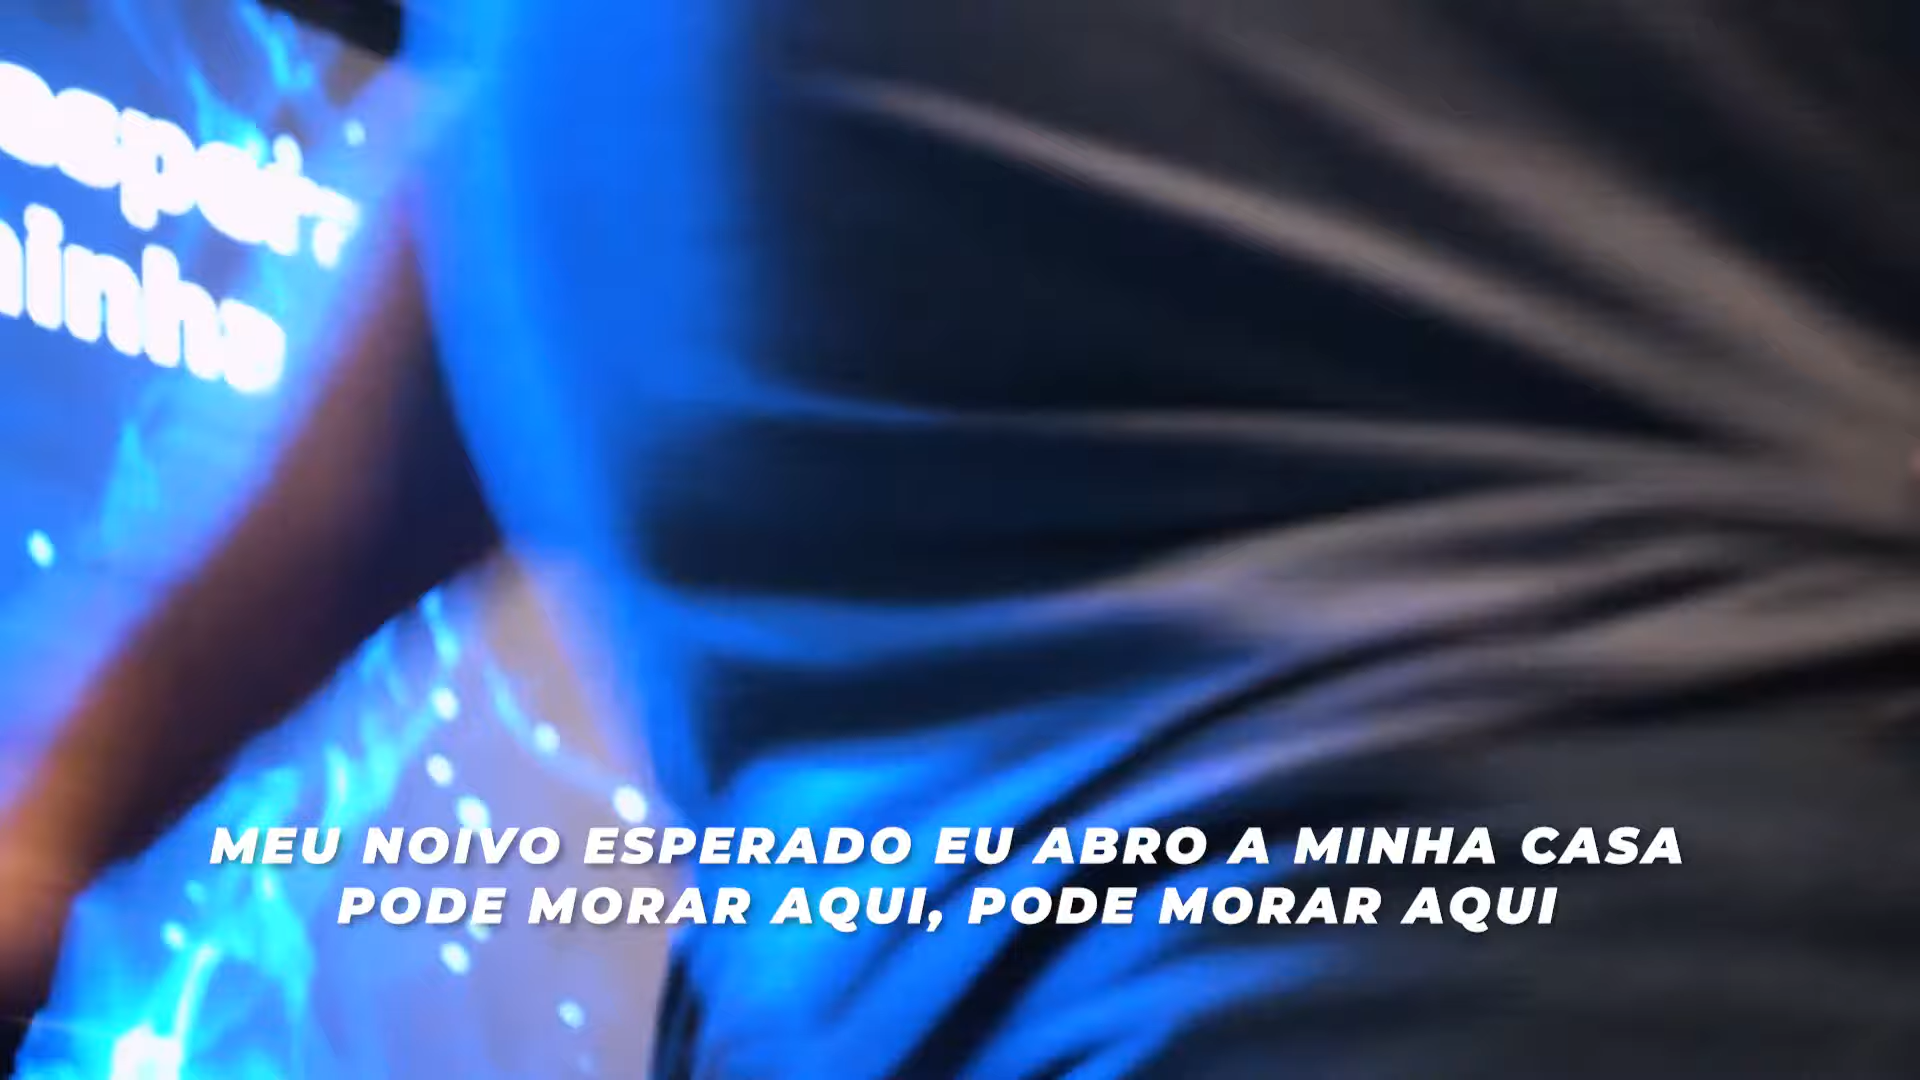 MEU NOIVO ESPERADO EU ABRO A MINHA CASA
PODE MORAR AQUI, PODE MORAR AQUI